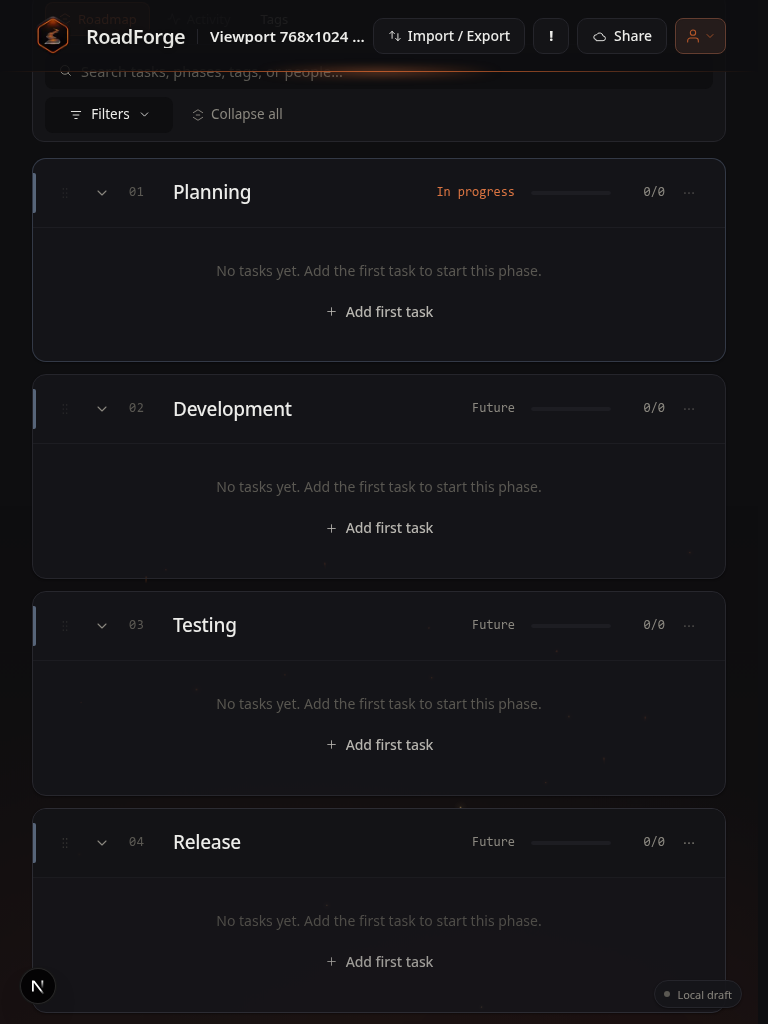 Roadmap Activity Tags
RoadForge Viewport 768x1024 ... Import / Export ! Share
Search tasks, phases, tags, or people...
Filters Collapse all
01 Planning In progress 0/0 ...
No tasks yet. Add the first task to start this phase.
+ Add first task
02 Development Future 0/0 ...
No tasks yet. Add the first task to start this phase.
+ Add first task
03 Testing Future 0/0 ...
No tasks yet. Add the first task to start this phase.
+ Add first task
04 Release Future 0/0 ...
No tasks yet. Add the first task to start this phase.
+ Add first task
N
Local draft